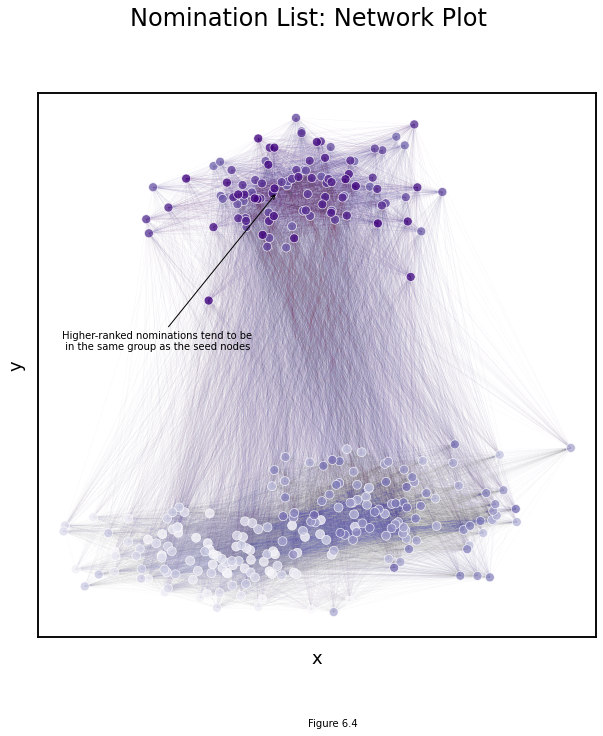 Nomination List: Network Plot
Higher-ranked nominations tend to be
in the same group as the seed nodes
y
x
Figure 6.4